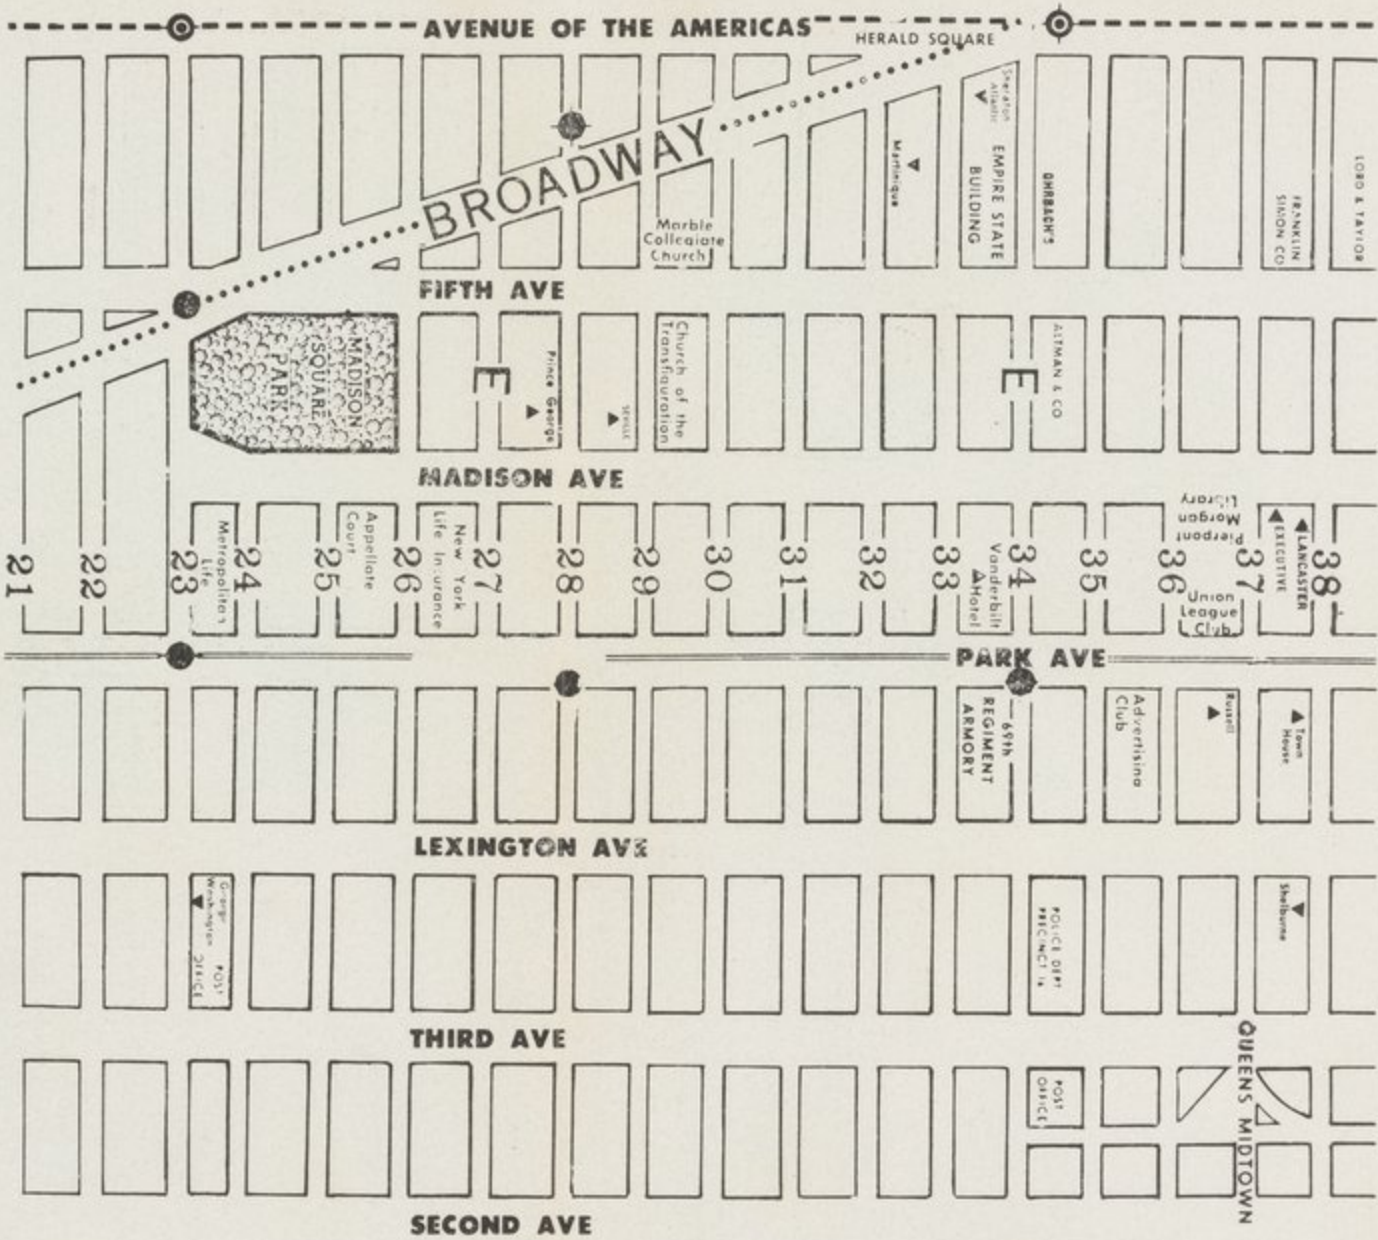 AVENUE OF THE AMERICAS
HERALD SQUARE
BROADWAY
Sheraton
Atlantic
EMPIRE STATE
BUILDING
Martinique
OHRBACH'S
FRANKLIN
SIMON CO
LORD & TAYLOR
Marble
Collegiate
Church
FIFTH AVE
MADISON
SQUARE
PARK
E
Prince George
SEVILLE
Church of the
Transfiguration
E
ALTMAN & CO
MADISON AVE
Metropolitan
Life
Appellate
Court
New York
Life Insurance
Vanderbilt
Hotel
Pierpont
Morgan
Library
Union
League
Club
LANCASTER
EXECUTIVE
21
22
23
24
25
26
27
28
29
30
31
32
33
34
35
36
37
38
PARK AVE
69th
REGIMENT
ARMORY
Advertising
Club
Russell
Town
House
LEXINGTON AVE
George
Washington
POST
OFFICE
POLICE DEPT
PRECINCT
Shelburne
THIRD AVE
POST
OFFICE
QUEENS MIDTOWN
SECOND AVE